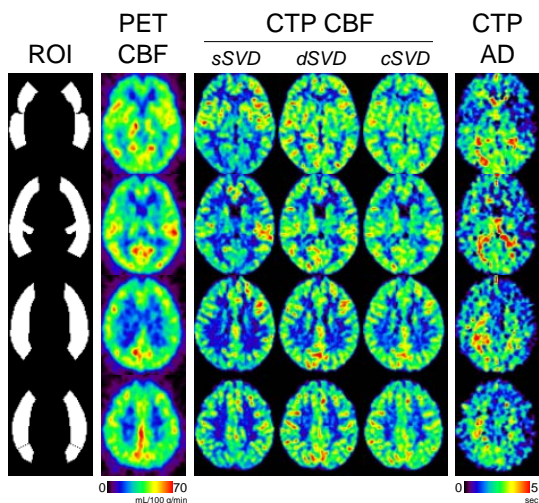 ROI
PET
CBF
CTP CBF
sSVD dSVD cSVD
CTP
AD
0 70
mL/100 g/min
0 5
sec